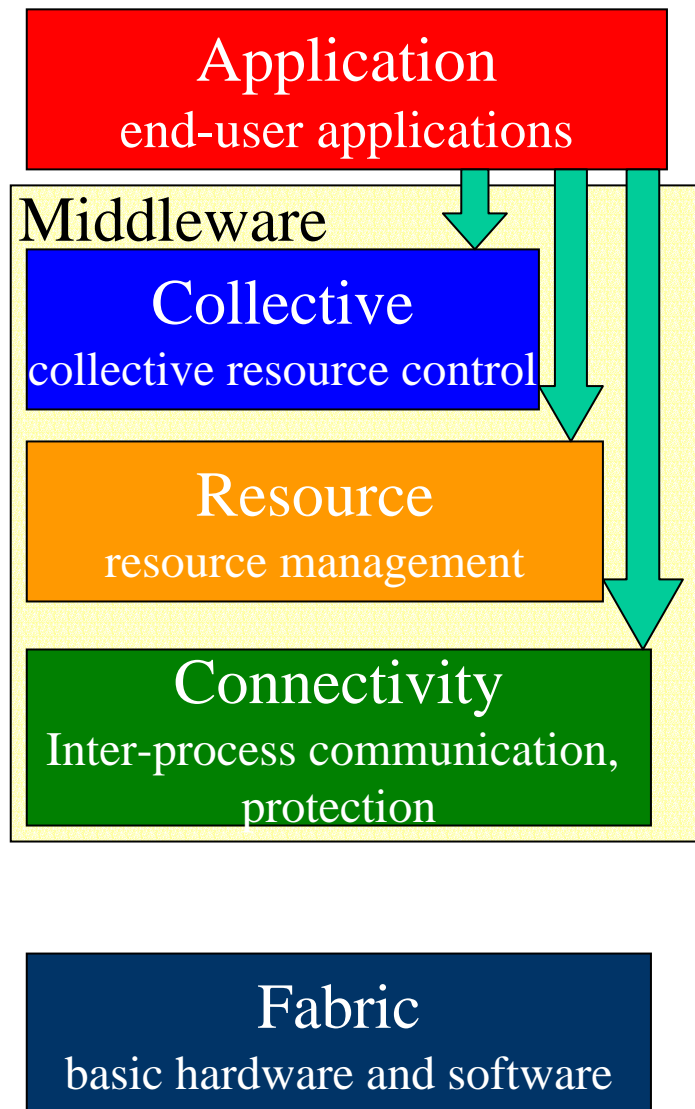 Application
end-user applications
Middleware
Collective
collective resource control
Resource
resource management
Connectivity
Inter-process communication,
protection
Fabric
basic hardware and software